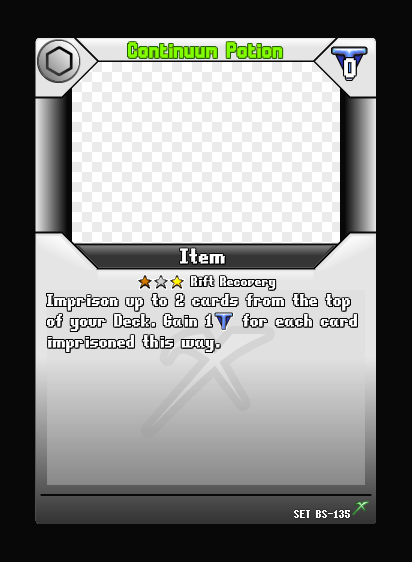 Continuum Potion
0
Item
Rift Recovery
Imprison up to 2 cards from the top
of your Deck. Gain 1 for each card
imprisoned this way.
SET BS-135